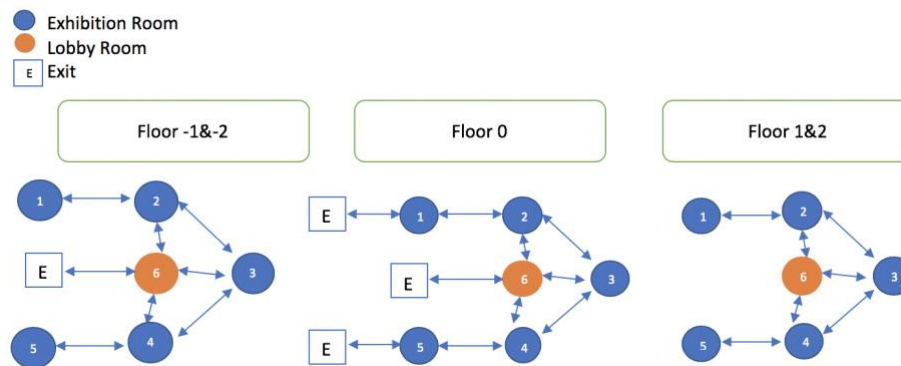 Exhibition Room
Lobby Room
E Exit
Floor -1&-2
Floor 0
Floor 1&2
1 2
E 6 3
5 4
E 1 2
E 6 3
E 5 4
1 2
6 3
5 4